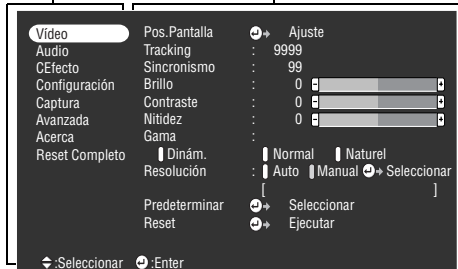 Vídeo
Audio
CEfecto
Configuración
Captura
Avanzada
Acerca
Reset Completo
Pos.Pantalla Ajuste
Tracking : 9999
Sincronismo : 99
Brillo : 0 - +
Contraste : 0 - +
Nitidez : 0 - +
Gama :
Dinám. Normal Naturel
Resolución : Auto Manual Seleccionar
[ ]
Predeterminar Seleccionar
Reset Ejecutar
:Seleccionar :Enter